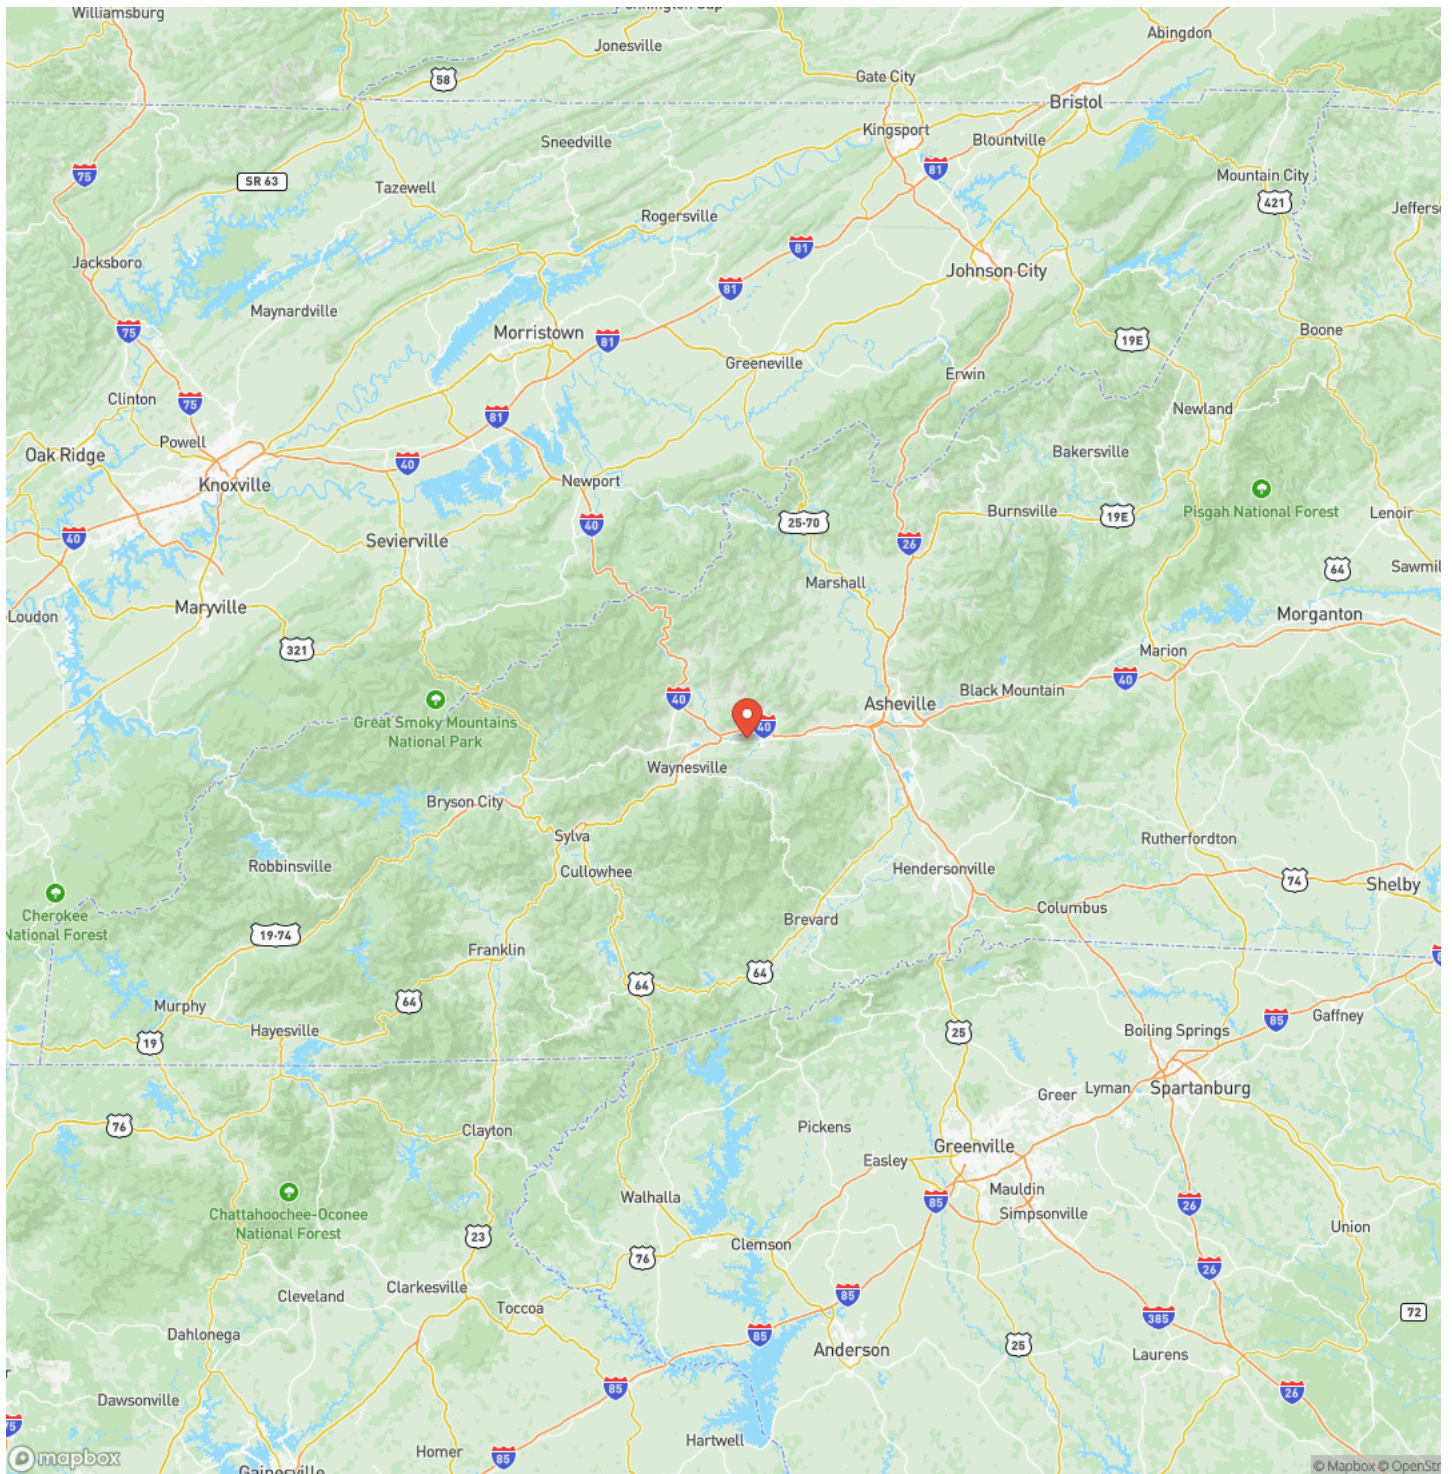 Williamsburg
Jonesville
Abingdon
58
Gate City
Bristol
Kingsport
Blountville
Sneedville
81
75
SR 63
Tazewell
Mountain City
421
Rogersville
Jacksboro
81
Johnson City
81
Maynardville
75
Morristown
81
19E
Boone
Greeneville
Erwin
Clinton
75
81
Newland
Powell
Oak Ridge
40
Bakersville
Knoxville
Newport
Pisgah National Forest
40
25-70
Burnsville
19E
Lenoir
40
Sevierville
26
Marshall
64
Maryville
Loudon
Morganton
321
Marion
40
Black Mountain
40
Asheville
Great Smoky Mountains
National Park
40
Waynesville
Bryson City
Sylva
Rutherfordton
Robbinsville
Cullowhee
Hendersonville
74
Shelby
Cherokee
National Forest
Brevard
Columbus
19-74
Franklin
64
64
64
Murphy
Hayesville
19
25
Boiling Springs
85
Gaffney
Greer
Lyman
Spartanburg
76
Clayton
Pickens
Greenville
Easley
Mauldin
Simpsonville
85
26
Walhalla
Chattahoochee-Oconee
National Forest
23
76
Clemson
Union
26
Clarkesville
Cleveland
Toccoa
85
385
72
Dahlonega
85
Anderson
25
Laurens
85
26
Dawsonville
Hartwell
Homer
85
mapbox
© Mapbox © OpenStr